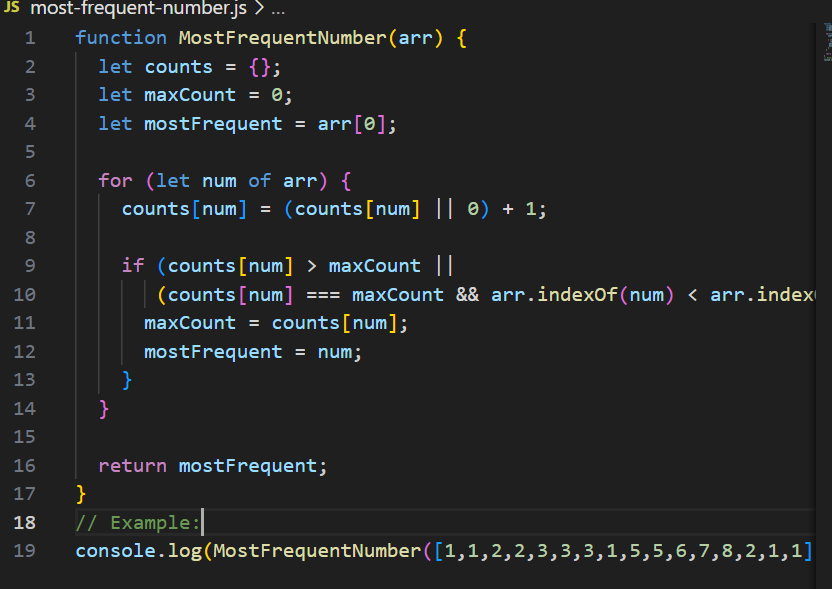 JS most-frequent-number.js > ...
1 function MostFrequentNumber(arr) {
2 let counts = {};
3 let maxCount = 0;
4 let mostFrequent = arr[0];
5
6 for (let num of arr) {
7 counts[num] = (counts[num] || 0) + 1;
8
9 if (counts[num] > maxCount ||
10 (counts[num] === maxCount && arr.indexOf(num) < arr.index
11 maxCount = counts[num];
12 mostFrequent = num;
13 }
14 }
15
16 return mostFrequent;
17 }
18 // Example:
19 console.log(MostFrequentNumber([1,1,2,2,3,3,3,1,5,5,6,7,8,2,1,1]